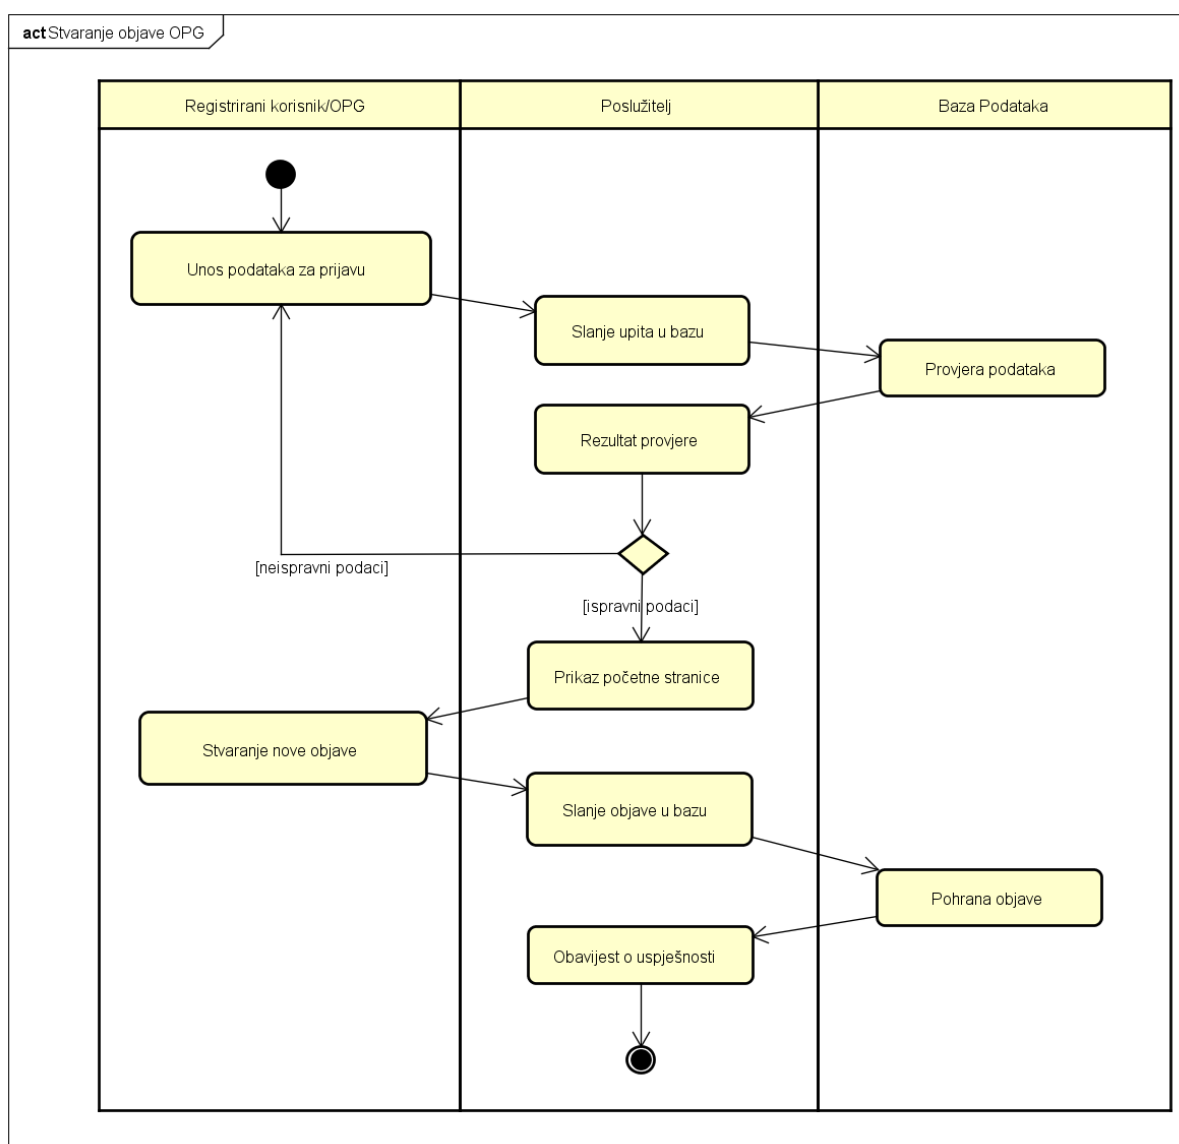 act Stvaranje objave OPG
Registrirani korisnik/OPG
Poslužitelj
Baza Podataka
Unos podataka za prijavu
Slanje upita u bazu
Provjera podataka
Rezultat provjere
[neispravni podaci]
[ispravni podaci]
Prikaz početne stranice
Stvaranje nove objave
Slanje objave u bazu
Pohrana objave
Obavijest o uspješnosti